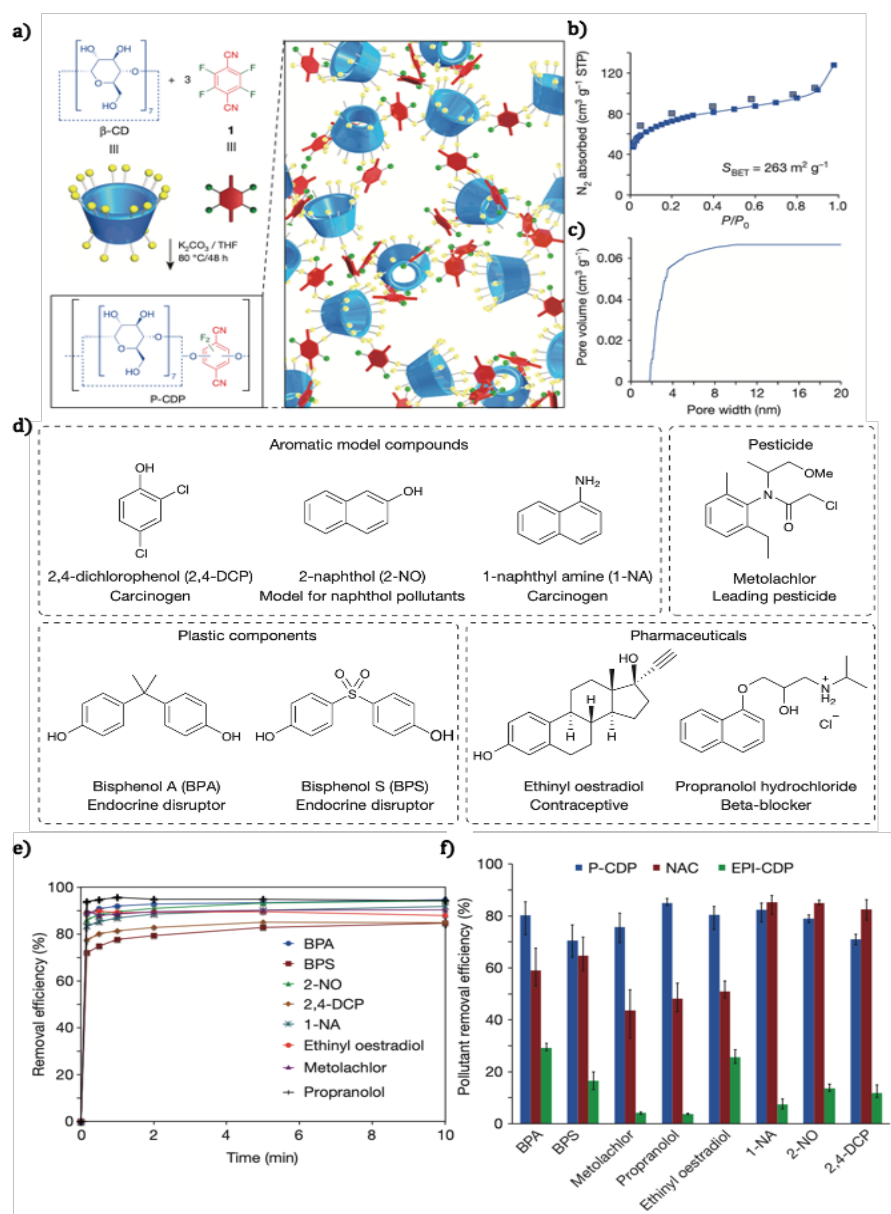 a)
HO
OH
O
O
OH
7
β-CD
+ 3
CN
F
F
F
F
CN
1
K₂CO₃ / THF
80 °C/48 h
HO
OH
O
O
OH
7
CN
F₂
O
O
CN
P-CDP
b)
N₂ absorbed (cm³ g⁻¹ STP)
120
80
40
0
0
0.2
0.4
0.6
0.8
1.0
S_BET = 263 m² g⁻¹
P/P₀
c)
Pore volume (cm³ g⁻¹)
0.06
0.04
0.02
0
0
4
8
12
16
20
Pore width (nm)
d)
Aromatic model compounds
OH
Cl
Cl
2,4-dichlorophenol (2,4-DCP)
Carcinogen
OH
2-naphthol (2-NO)
Model for naphthol pollutants
NH₂
1-naphthyl amine (1-NA)
Carcinogen
Pesticide
OMe
N
Cl
O
Metolachlor
Leading pesticide
Plastic components
HO
OH
Bisphenol A (BPA)
Endocrine disruptor
O
O
S
HO
OH
Bisphenol S (BPS)
Endocrine disruptor
Pharmaceuticals
HO
H
H
H
HO
Ethinyl oestradiol
Contraceptive
O
OH
+
N
H₂
Cl⁻
Propranolol hydrochloride
Beta-blocker
e)
Removal efficiency (%)
100
80
60
40
20
0
0
2
4
6
8
10
Time (min)
BPA
BPS
2-NO
2,4-DCP
1-NA
Ethinyl oestradiol
Metolachlor
Propranolol
f)
Pollutant removal efficiency (%)
100
80
60
40
20
0
P-CDP
NAC
EPI-CDP
BPA
BPS
Metolachlor
Propranolol
Ethinyl oestradiol
1-NA
2-NO
2,4-DCP